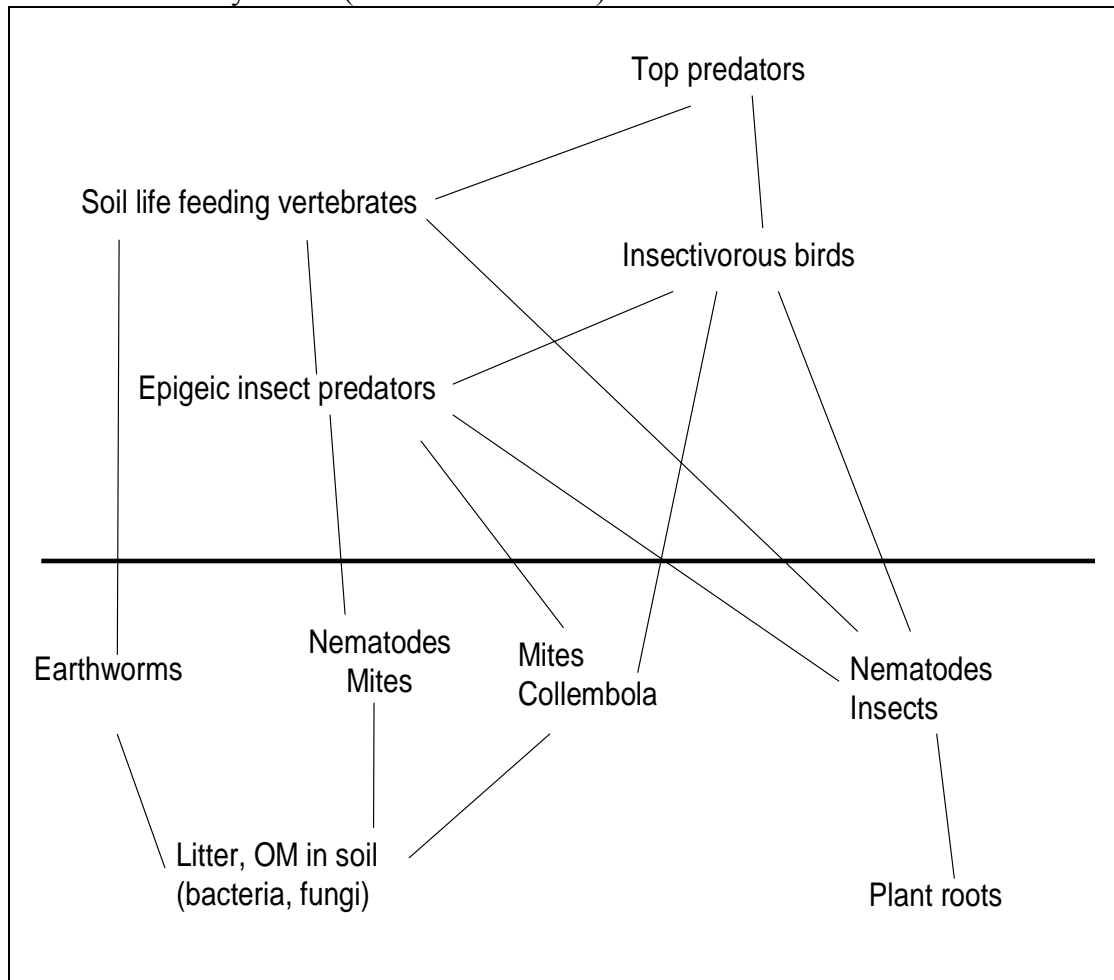 Top predators
Soil life feeding vertebrates
Insectivorous birds
Epigeic insect predators
Earthworms
Nematodes
Mites
Mites
Collembola
Nematodes
Insects
Litter, OM in soil
(bacteria, fungi)
Plant roots